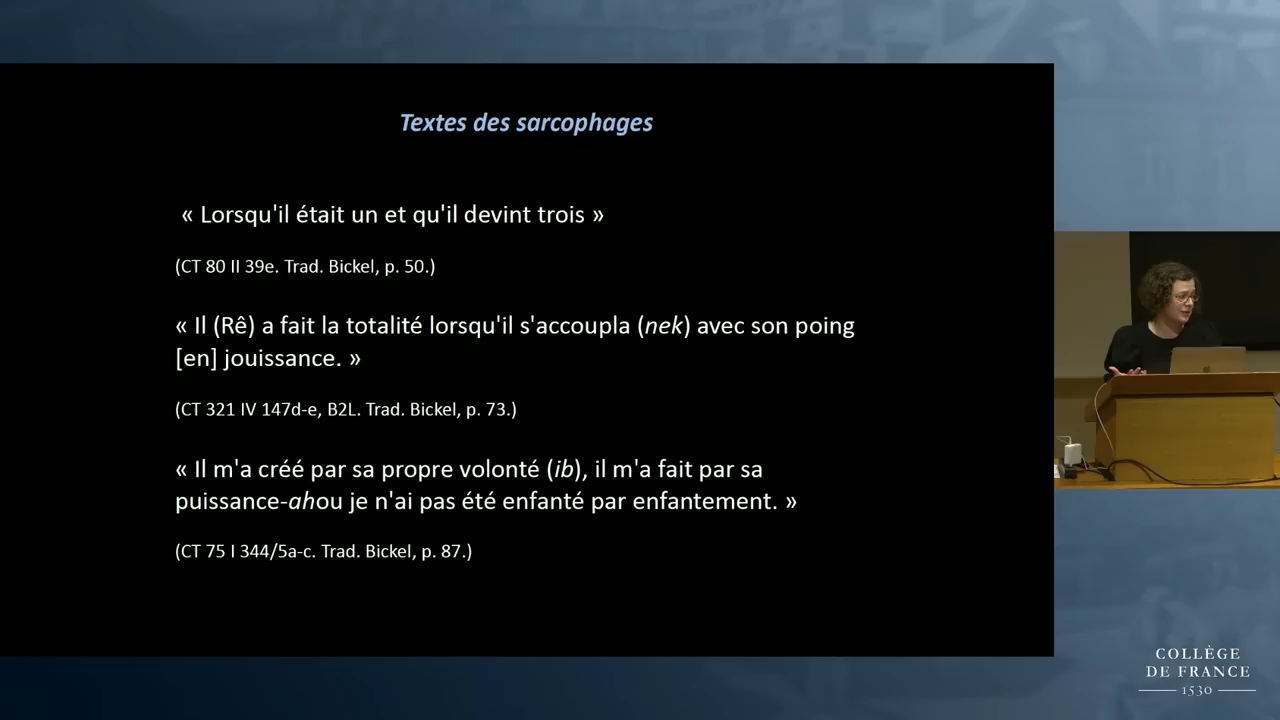 Textes des sarcophages
« Lorsqu'il était un et qu'il devint trois »
(CT 80 II 39e. Trad. Bickel, p. 50.)
« Il (Rê) a fait la totalité lorsqu'il s'accoupla (nek) avec son poing
[en] jouissance. »
(CT 321 IV 147d-e, B2L. Trad. Bickel, p. 73.)
« Il m'a créé par sa propre volonté (ib), il m'a fait par sa
puissance-ahou je n'ai pas été enfanté par enfantement. »
(CT 75 I 344/5a-c. Trad. Bickel, p. 87.)
COLLÈGE
DE FRANCE
1530